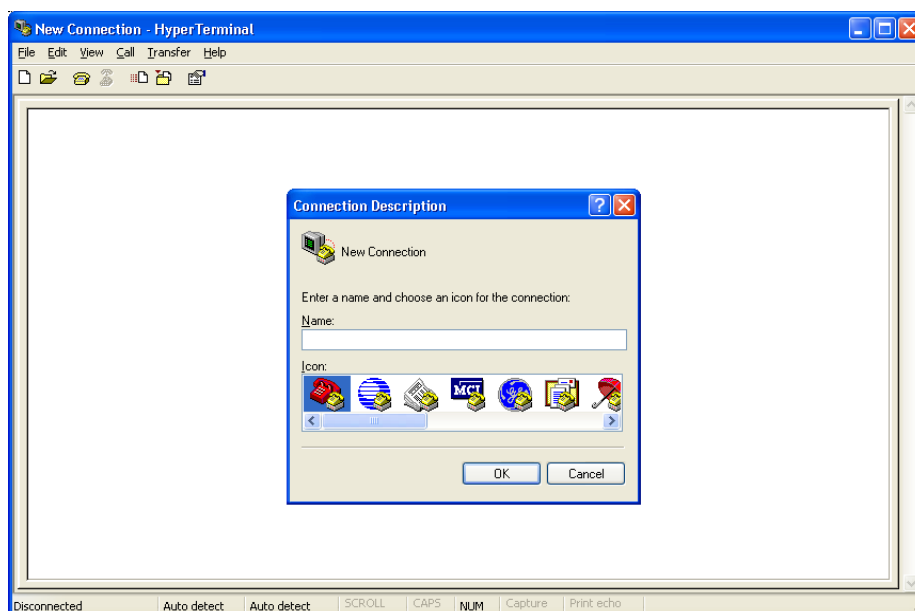 New Connection - HyperTerminal
File Edit View Call Transfer Help
Connection Description
New Connection
Enter a name and choose an icon for the connection:
Name:
Icon:
MCI
OK Cancel
Disconnected Auto detect Auto detect SCROLL CAPS NUM Capture Print echo